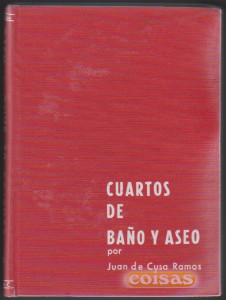 CUARTOS
DE
BAÑO Y ASEO
por
Juan de Cusa Ramos
coisas